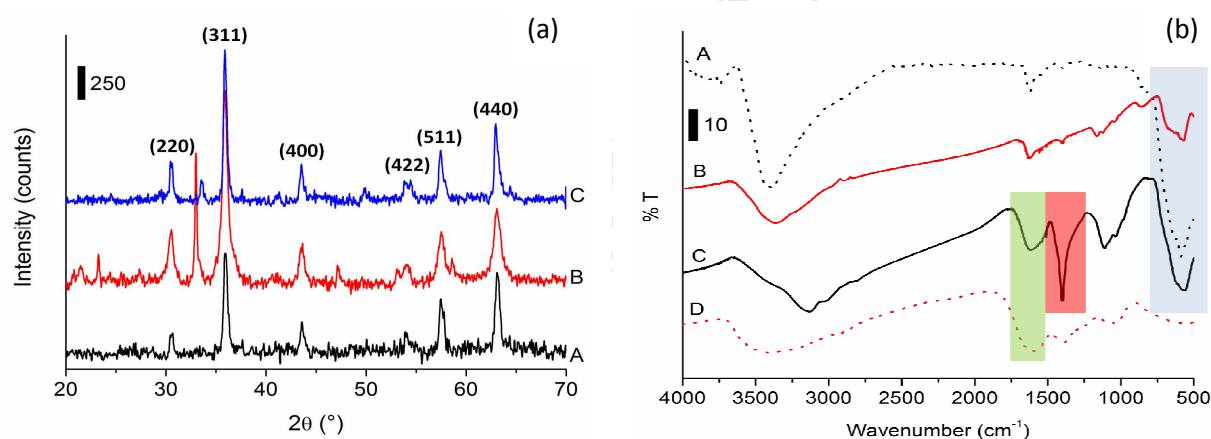 (a)
(311)
250
(440)
(220)
(400)
(422)
(511)
C
B
A
Intensity (counts)
20 30 40 50 60 70
2θ (°)
(b)
A
10
B
C
D
% T
4000 3500 3000 2500 2000 1500 1000 500
Wavenumber (cm-1)